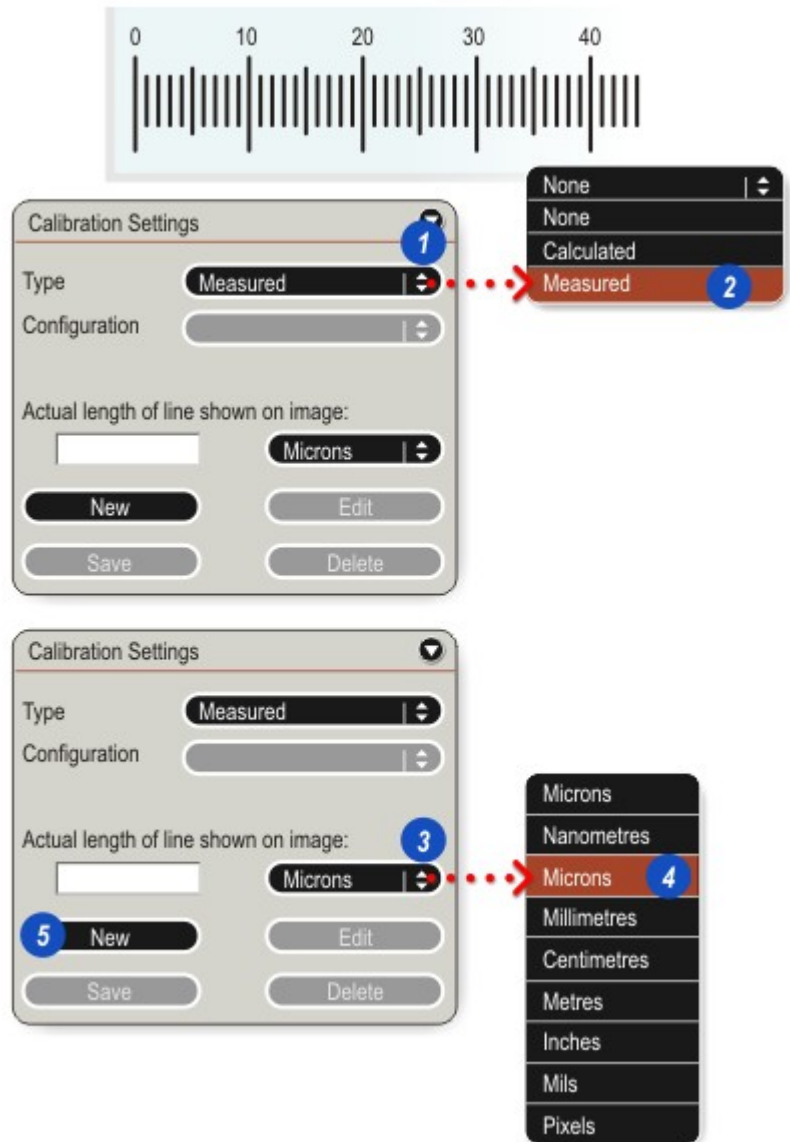 0 10 20 30 40
None
None
Calculated
Measured 2
Calibration Settings
1
Type Measured
Configuration
Actual length of line shown on image:
Microns
New Edit
Save Delete
Calibration Settings
Type Measured
Configuration
Actual length of line shown on image: 3
Microns
5 New Edit
Save Delete
Microns
Nanometres
Microns 4
Millimetres
Centimetres
Metres
Inches
Mils
Pixels